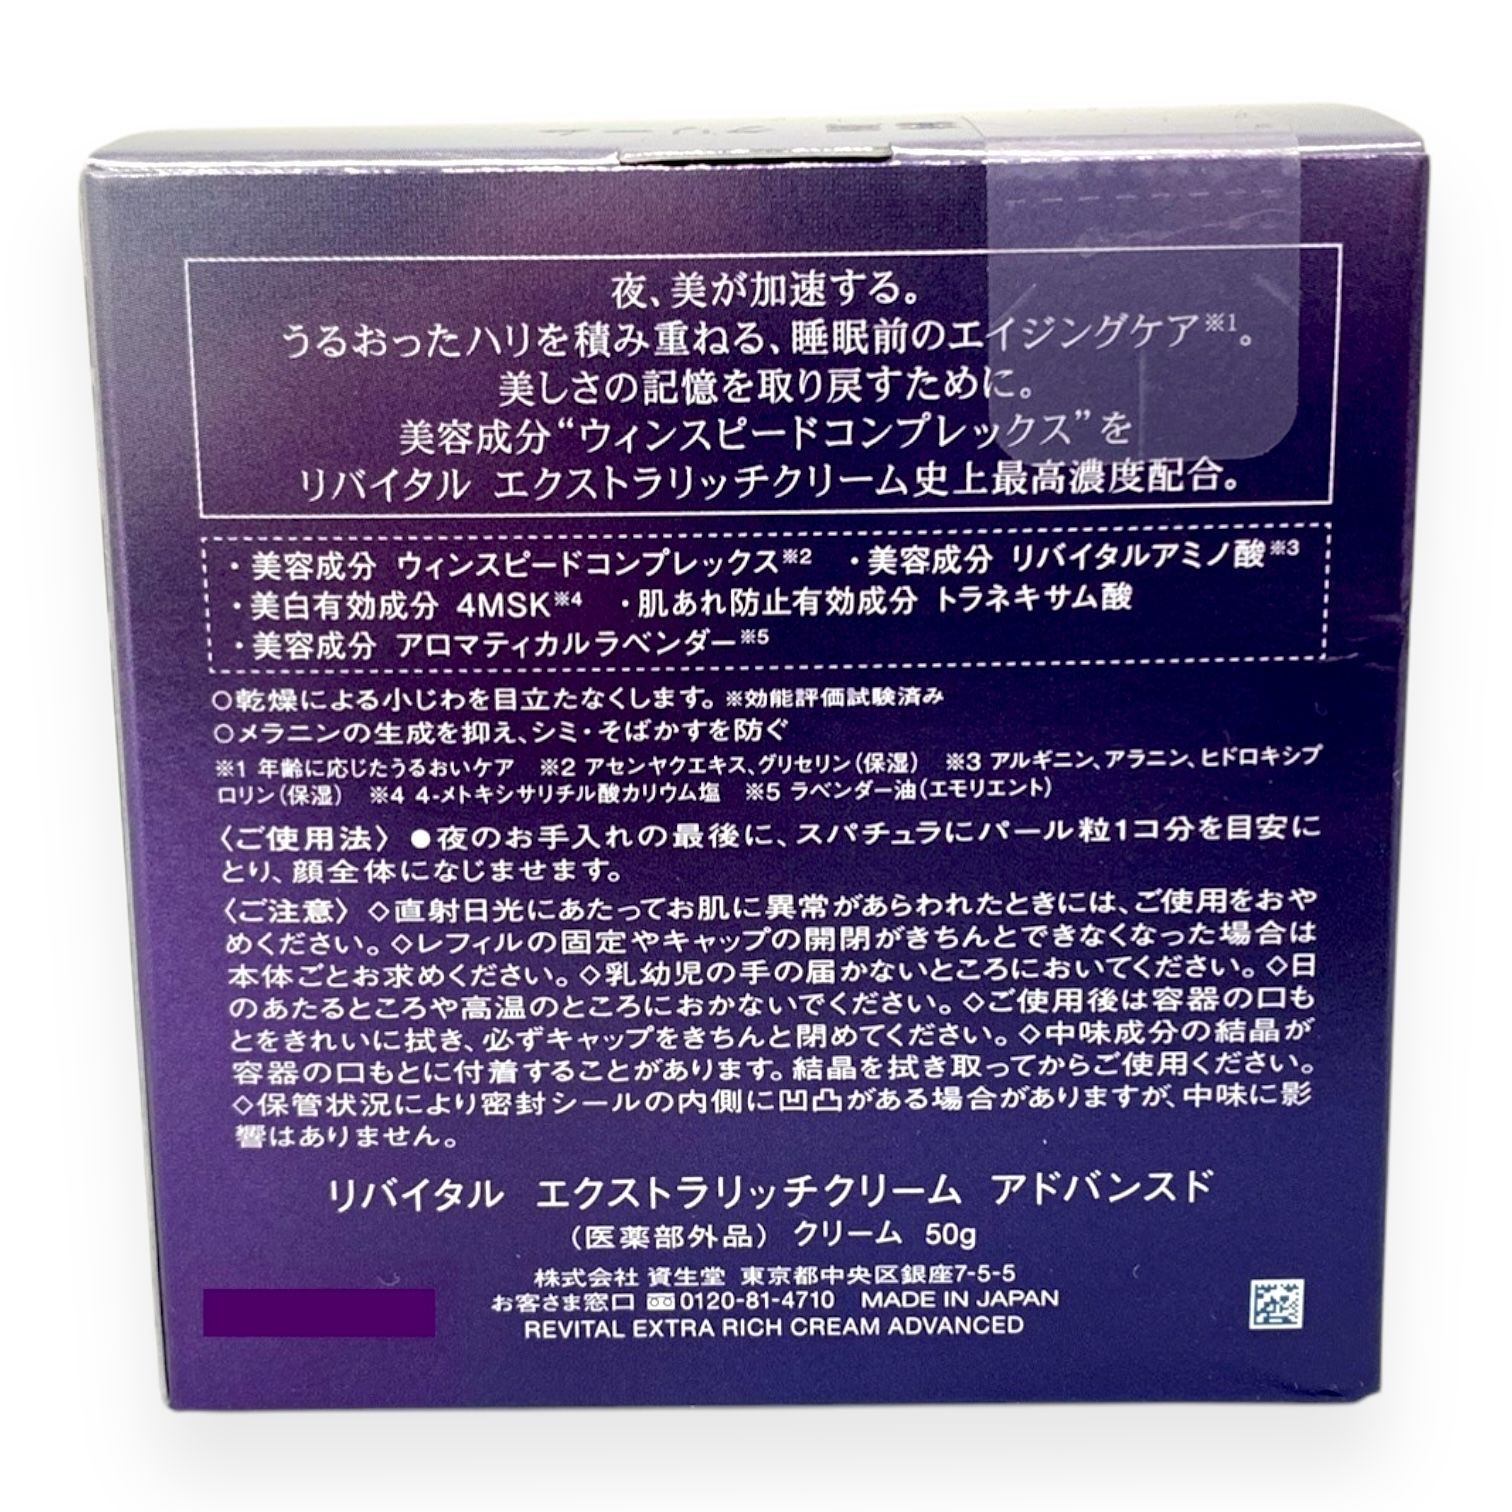 夜、美が加速する。
うるおったハリを積み重ねる、睡眠前のエイジングケア※1。
美しさの記憶を取り戻すために。
美容成分“ウィンスピードコンプレックス”を
リバイタル エクストラリッチクリーム史上最高濃度配合。
・美容成分 ウィンスピードコンプレックス※2 ・美容成分 リバイタルアミノ酸※3
・美白有効成分 4MSK※4 ・肌あれ防止有効成分 トラネキサム酸
・美容成分 アロマティカルラベンダー※5
○乾燥による小じわを目立たなくします。※効能評価試験済み
○メラニンの生成を抑え、シミ・そばかすを防ぐ
※1 年齢に応じたうるおいケア ※2 アセンヤクエキス、グリセリン（保湿） ※3 アルギニン、アラニン、ヒドロキシプ
ロリン（保湿） ※4 4-メトキシサリチル酸カリウム塩 ※5 ラベンダー油（エモリエント）
〈ご使用法〉●夜のお手入れの最後に、スパチュラにパール粒1コ分を目安に
とり、顔全体になじませます。
〈ご注意〉◇直射日光にあたってお肌に異常があらわれたときには、ご使用をおや
めください。◇レフィルの固定やキャップの開閉がきちんとできなくなった場合は
本体ごとお求めください。◇乳幼児の手の届かないところにおいてください。◇日
のあたるところや高温のところにおかないでください。◇ご使用後は容器の口も
とをきれいに拭き、必ずキャップをきちんと閉めてください。◇中味成分の結晶が
容器の口もとに付着することがあります。結晶を拭き取ってからご使用ください。
◇保管状況により密封シールの内側に凹凸がある場合がありますが、中味に影
響はありません。
リバイタル エクストラリッチクリーム アドバンスド
（医薬部外品） クリーム 50g
株式会社 資生堂 東京都中央区銀座7-5-5
お客さま窓口 0120-81-4710 MADE IN JAPAN
REVITAL EXTRA RICH CREAM ADVANCED